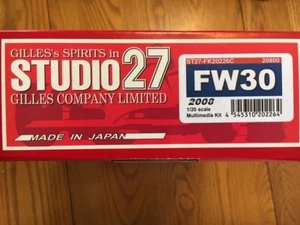 GILLES's SPIRITS in
STUDIO27
GILLES COMPANY LIMITED
MADE IN JAPAN
ST27-FK20226C 20800
FW30
2008
1/20 scale
Multimedia Kit 4 545310 202264